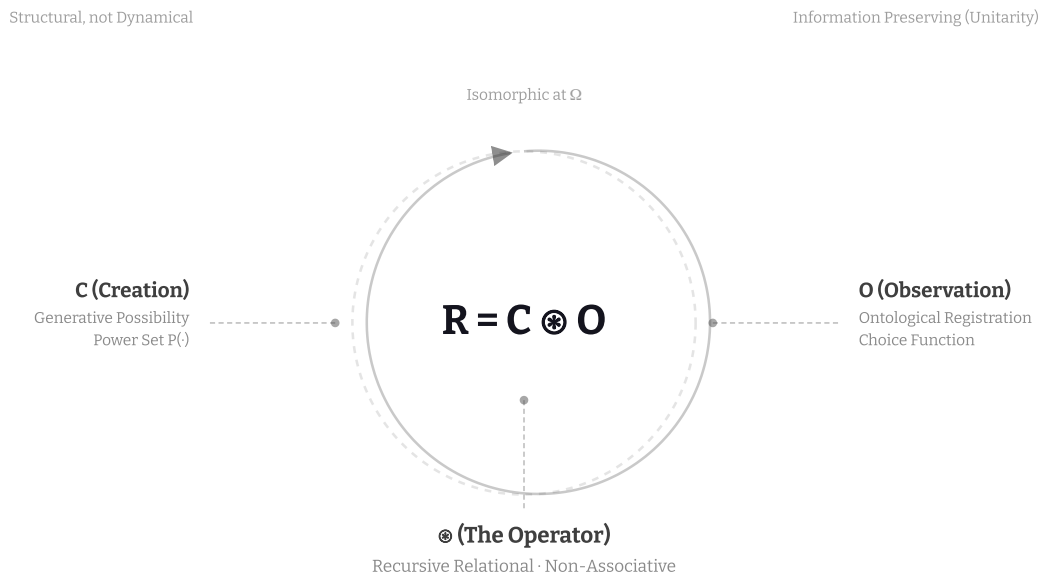 Structural, not Dynamical
Information Preserving (Unitarity)
Isomorphic at Ω
C (Creation)
Generative Possibility
Power Set P(·)
R = C ⊛ O
O (Observation)
Ontological Registration
Choice Function
⊛ (The Operator)
Recursive Relational · Non-Associative